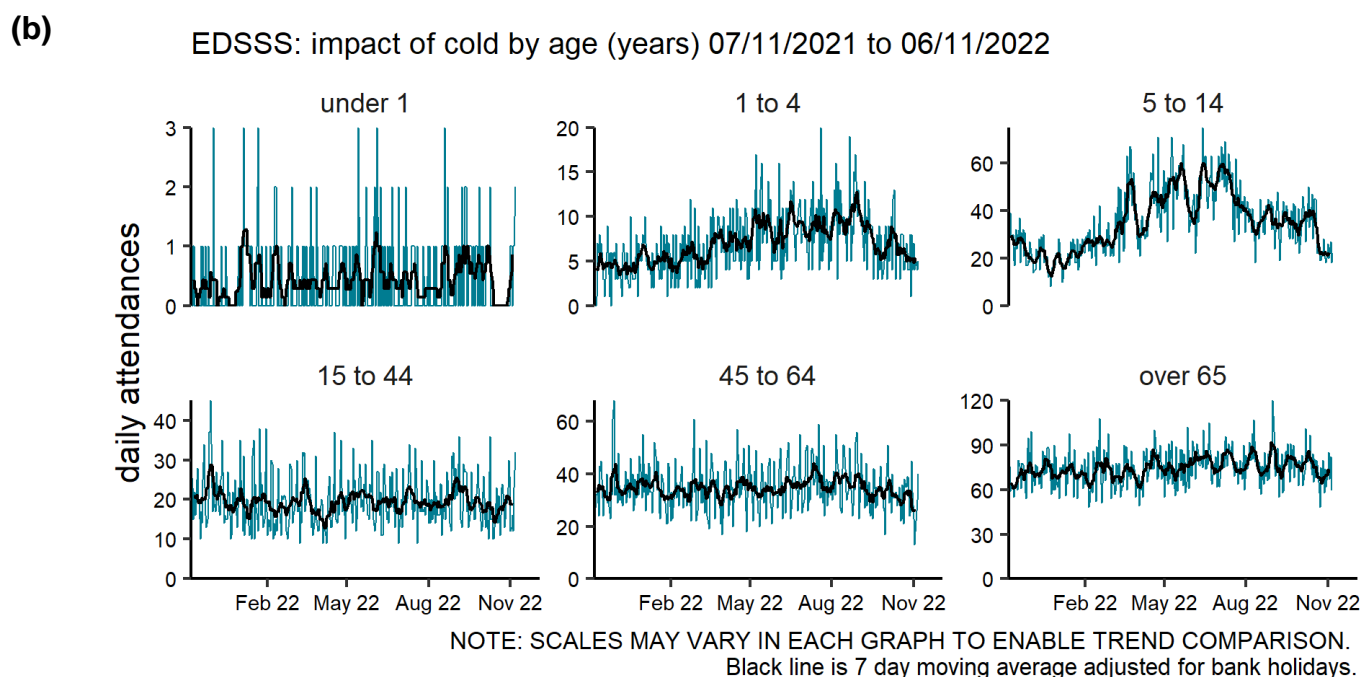 (b)
EDSSS: impact of cold by age (years) 07/11/2021 to 06/11/2022
under 1
1 to 4
5 to 14
3
2
1
0
20
15
10
5
0
60
40
20
0
daily attendances
15 to 44
45 to 64
over 65
40
30
20
10
0
60
40
20
0
120
90
60
30
0
Feb 22 May 22 Aug 22 Nov 22
Feb 22 May 22 Aug 22 Nov 22
Feb 22 May 22 Aug 22 Nov 22
NOTE: SCALES MAY VARY IN EACH GRAPH TO ENABLE TREND COMPARISON.
Black line is 7 day moving average adjusted for bank holidays.